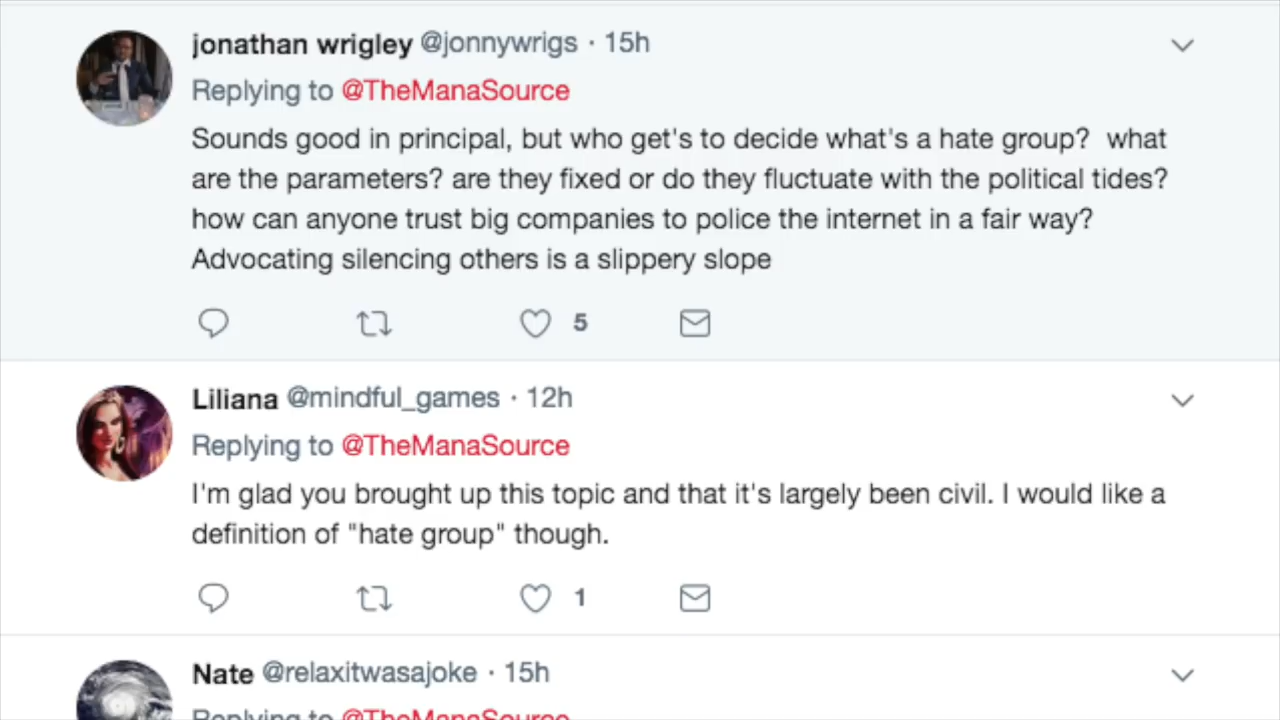 jonathan wrigley @jonnywrigs · 15h
Replying to @TheManaSource
Sounds good in principal, but who get's to decide what's a hate group?  what
are the parameters? are they fixed or do they fluctuate with the political tides?
how can anyone trust big companies to police the internet in a fair way?
Advocating silencing others is a slippery slope
5
Liliana @mindful_games · 12h
Replying to @TheManaSource
I'm glad you brought up this topic and that it's largely been civil. I would like a
definition of "hate group" though.
1
Nate @relaxitwasajoke · 15h
Replying to @TheManaSource